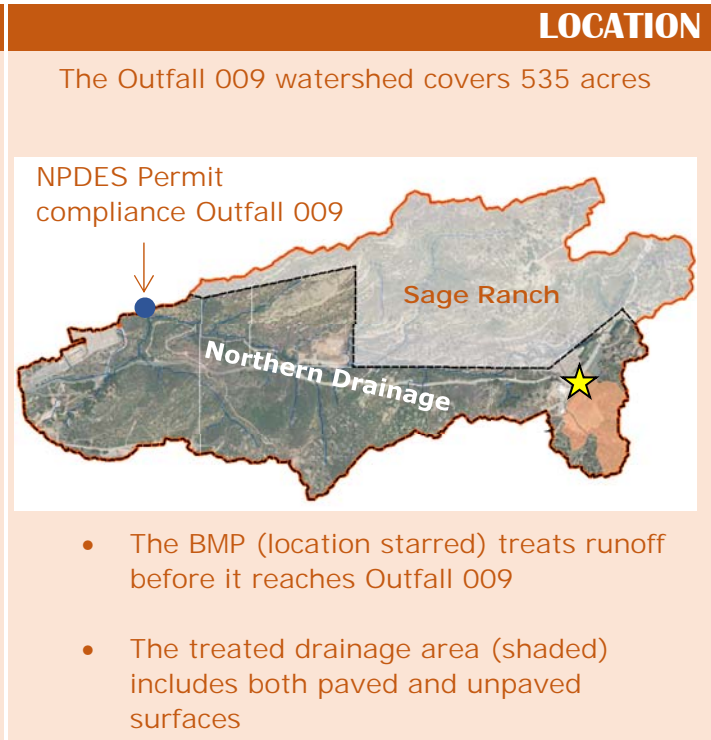 LOCATION
The Outfall 009 watershed covers 535 acres
NPDES Permit
compliance Outfall 009
Sage Ranch
Northern Drainage
• The BMP (location starred) treats runoff
before it reaches Outfall 009
• The treated drainage area (shaded)
includes both paved and unpaved
surfaces